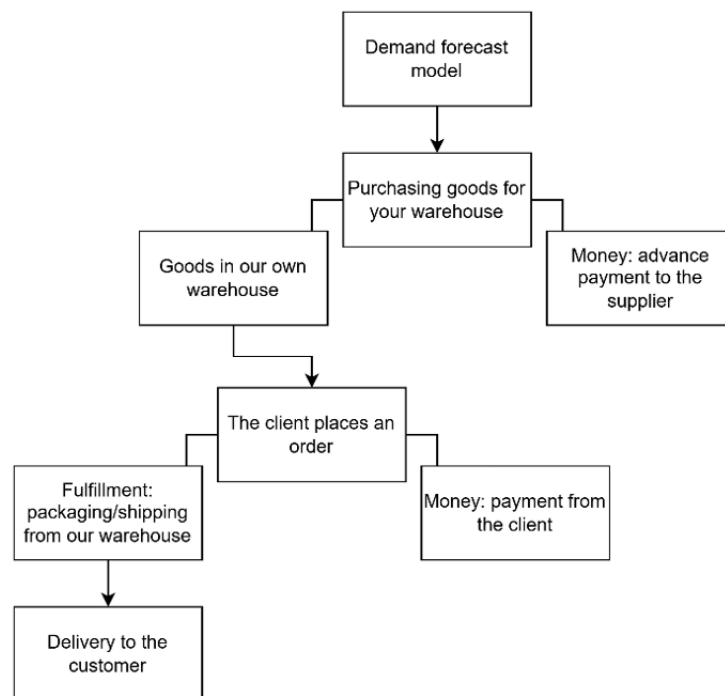 Demand forecast
model
Purchasing goods for
your warehouse
Goods in our own
warehouse
Money: advance
payment to the
supplier
The client places an
order
Fulfillment:
packaging/shipping
from our warehouse
Money: payment from
the client
Delivery to the
customer